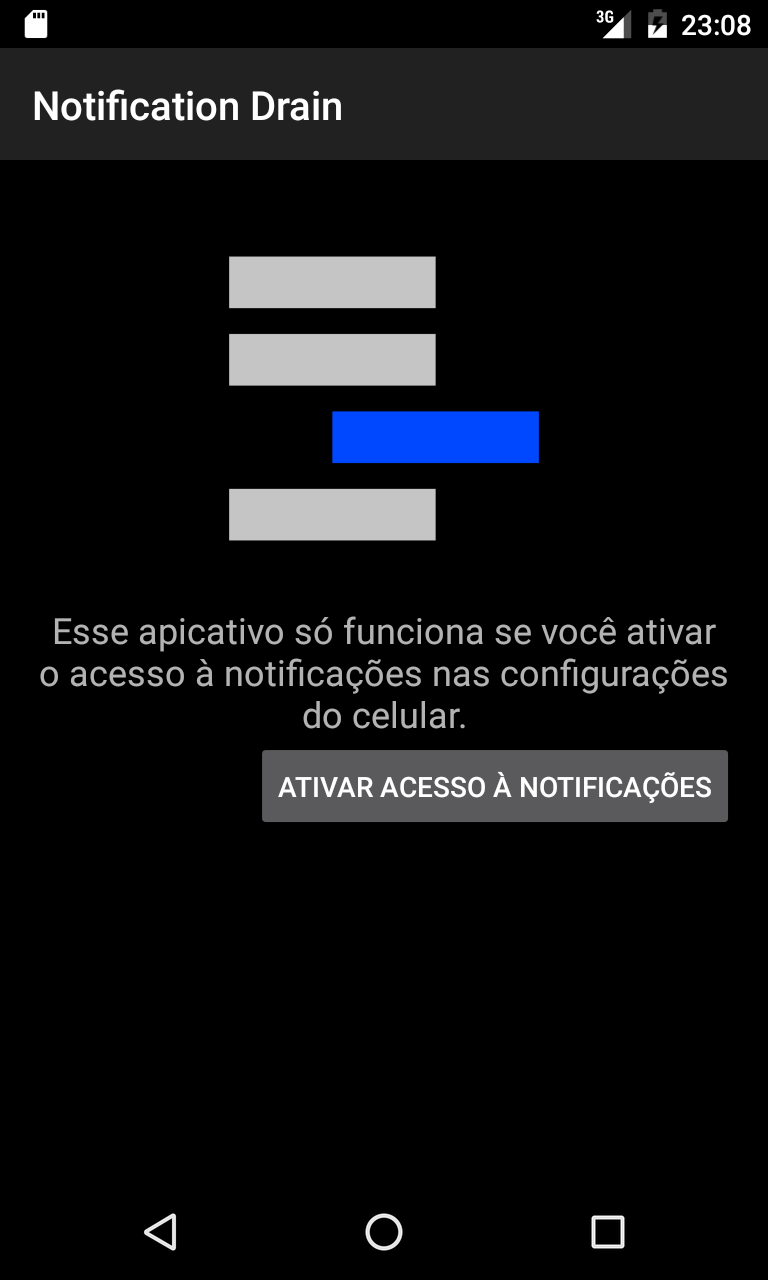 3G 23:08
Notification Drain
Esse apicativo só funciona se você ativar
o acesso à notificações nas configurações
do celular.
ATIVAR ACESSO À NOTIFICAÇÕES